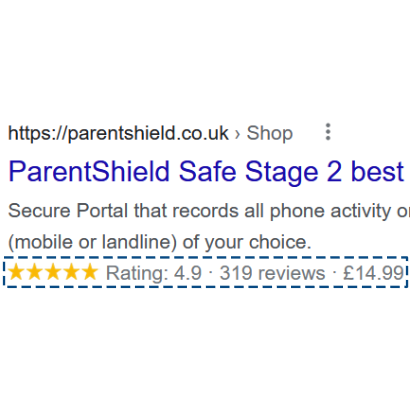 https://parentshield.co.uk › Shop
ParentShield Safe Stage 2 best
Secure Portal that records all phone activity
(mobile or landline) of your choice.
Rating: 4.9 · 319 reviews · £14.99